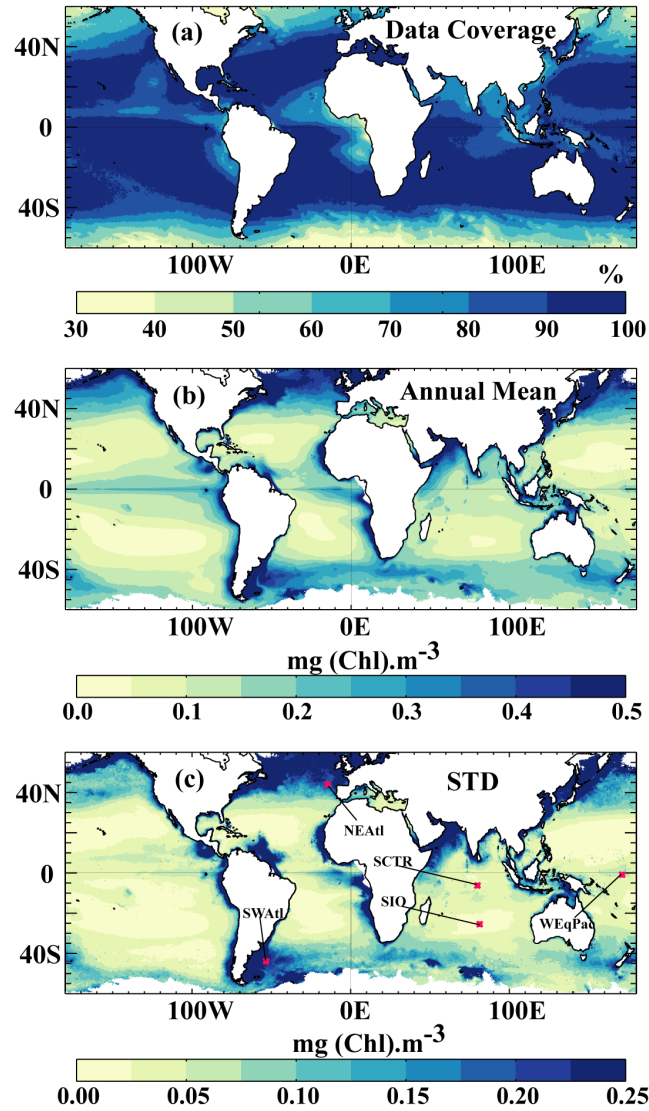 (a) Data Coverage
40N
0
40S
100W 0E 100E
%
30 40 50 60 70 80 90 100
(b) Annual Mean
40N
0
40S
100W 0E 100E
mg (Chl).m-3
0.0 0.1 0.2 0.3 0.4 0.5
(c) STD
40N
NEAtl
SCTR
0
SIO
SWAtl WEqPac
40S
100W 0E 100E
mg (Chl).m-3
0.00 0.05 0.10 0.15 0.20 0.25